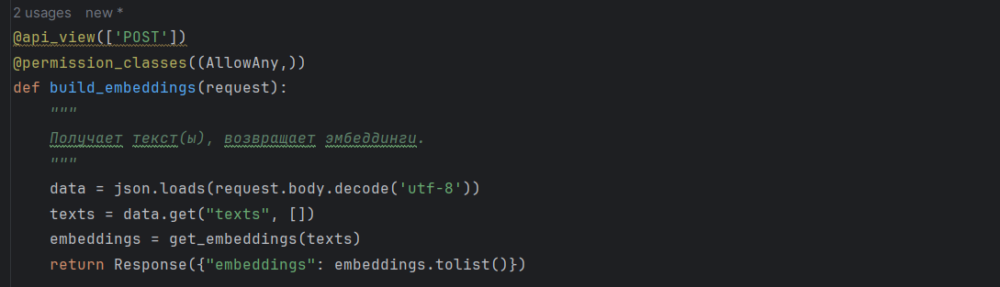 2 usages new *
@api_view(['POST'])
@permission_classes((AllowAny,))
def build_embeddings(request):
    """
    Получает текст(ы), возвращает эмбеддинги.
    """
    data = json.loads(request.body.decode('utf-8'))
    texts = data.get("texts", [])
    embeddings = get_embeddings(texts)
    return Response({"embeddings": embeddings.tolist()})